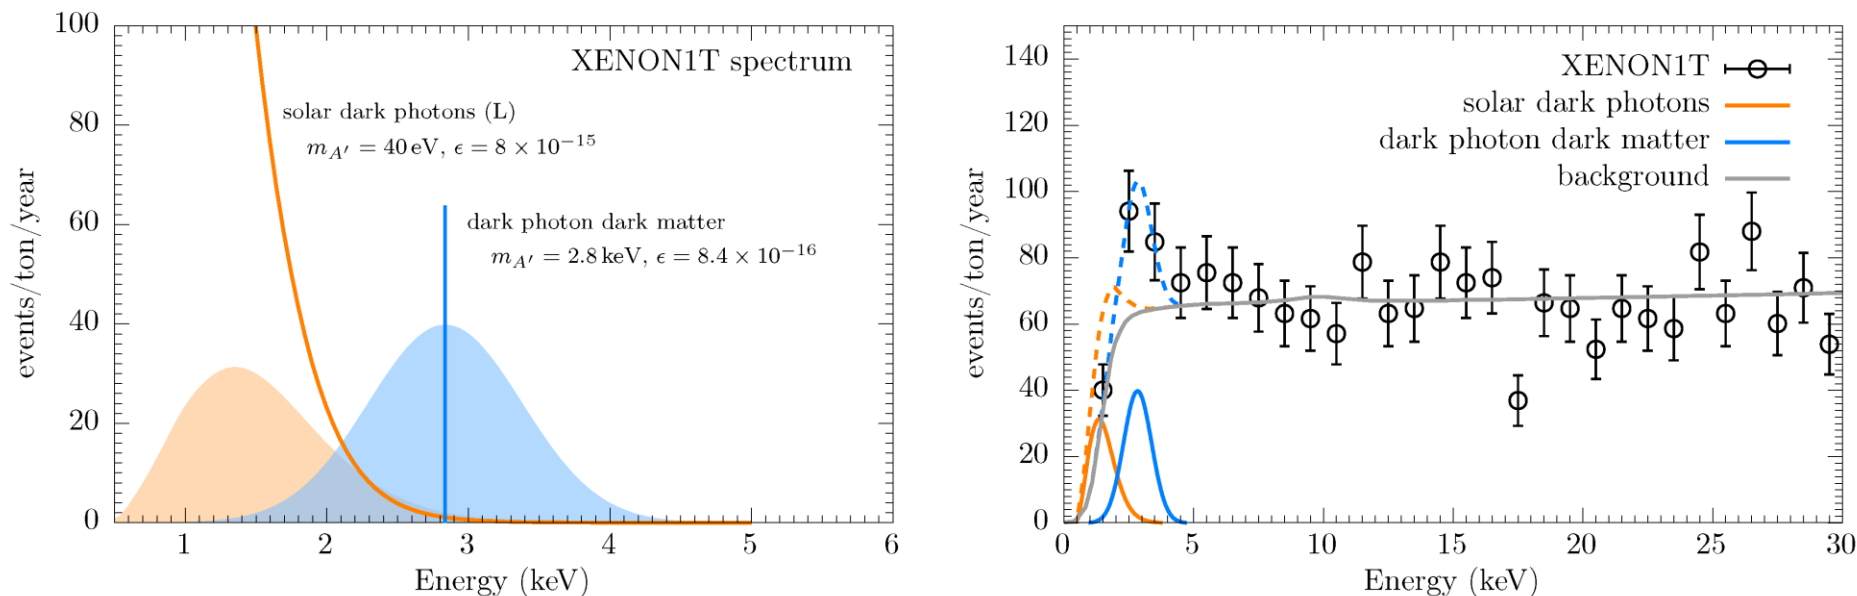 XENON1T spectrum
solar dark photons (L)
m_{A′} = 40 eV, ϵ = 8 × 10⁻¹⁵
dark photon dark matter
m_{A′} = 2.8 keV, ϵ = 8.4 × 10⁻¹⁶
events/ton/year
100
80
60
40
20
0
1 2 3 4 5 6
Energy (keV)
XENON1T
solar dark photons
dark photon dark matter
background
events/ton/year
140
120
100
80
60
40
20
0
0 5 10 15 20 25 30
Energy (keV)